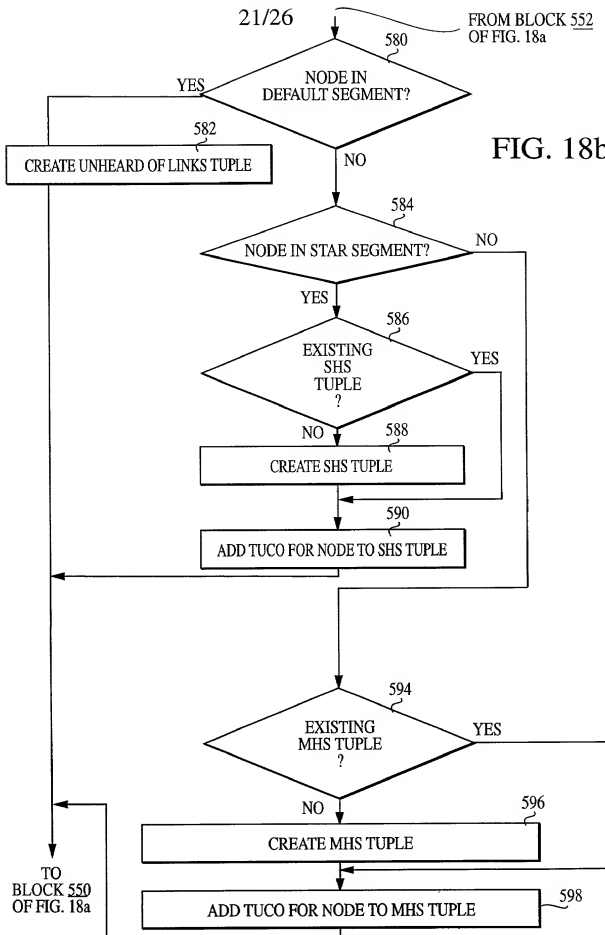 21/26
FROM BLOCK 552
OF FIG. 18a
580
NODE IN
DEFAULT SEGMENT?
YES
NO
582
CREATE UNHEARD OF LINKS TUPLE
FIG. 18b
584
NODE IN STAR SEGMENT?
NO
YES
586
EXISTING
SHS
TUPLE
?
YES
NO
588
CREATE SHS TUPLE
590
ADD TUCO FOR NODE TO SHS TUPLE
594
EXISTING
MHS TUPLE
?
YES
NO
596
CREATE MHS TUPLE
TO
BLOCK 550
OF FIG. 18a
ADD TUCO FOR NODE TO MHS TUPLE
598